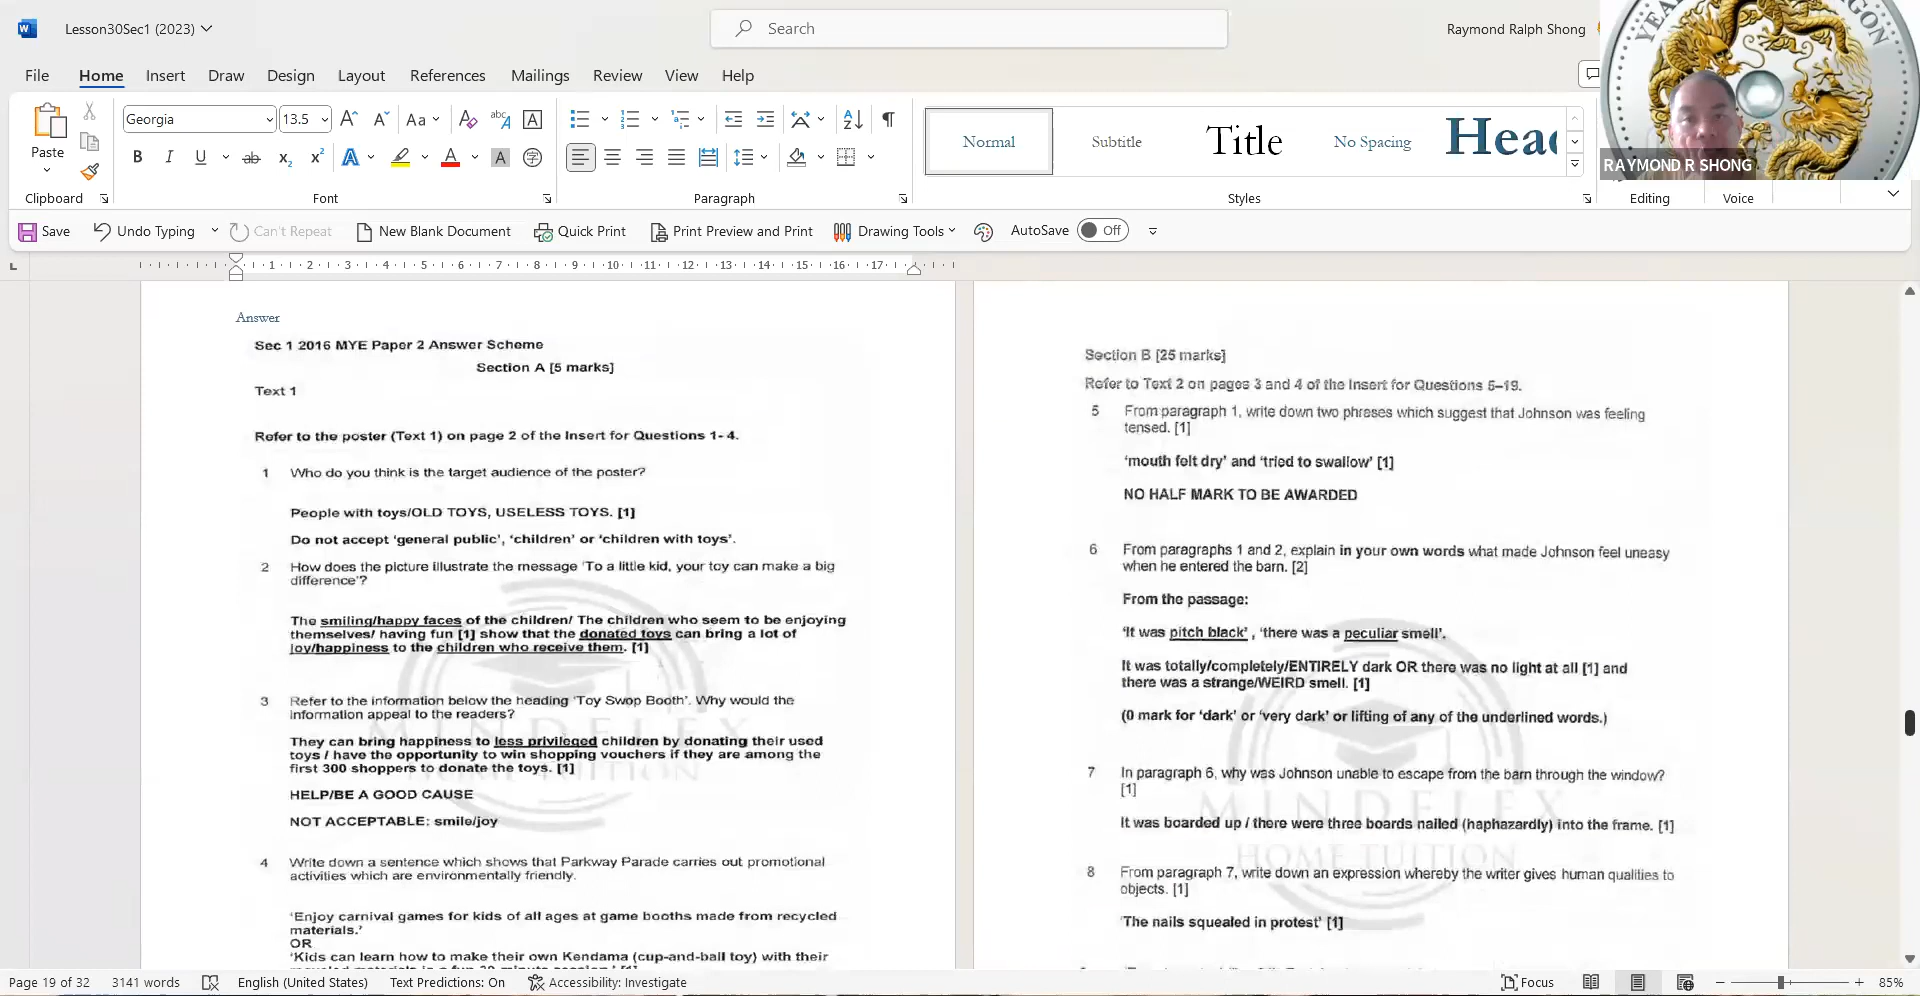 Lesson30Sec1 (2023)
Search
Raymond Ralph Shong
RAYMOND R SHONG
File Home Insert Draw Design Layout References Mailings Review View Help
Paste
Georgia 13.5
Normal Subtitle Title No Spacing Head
Clipboard Font Paragraph Styles Editing Voice
Save Undo Typing Can't Repeat New Blank Document Quick Print Print Preview and Print Drawing Tools AutoSave Off
1 2 3 4 5 6 7 8 9 10 11 12 13 14 15 16 17
Answer
Sec 1 2016 MYE Paper 2 Answer Scheme
Section A [5 marks]
Text 1
Refer to the poster (Text 1) on page 2 of the Insert for Questions 1- 4.
1 Who do you think is the target audience of the poster?
People with toys/OLD TOYS, USELESS TOYS. [1]
Do not accept 'general public', 'children' or 'children with toys'.
2 How does the picture illustrate the message 'To a little kid, your toy can make a big
difference'?
The smiling/happy faces of the children/ The children who seem to be enjoying
themselves/ having fun [1] show that the donated toys can bring a lot of
joy/happiness to the children who receive them. [1]
3 Refer to the information below the heading 'Toy Swop Booth'. Why would the
information appeal to the readers?
They can bring happiness to less privileged children by donating their used
toys / have the opportunity to win shopping vouchers if they are among the
first 300 shoppers to donate the toys. [1]
HELP/BE A GOOD CAUSE
NOT ACCEPTABLE: smile/joy
4 Write down a sentence which shows that Parkway Parade carries out promotional
activities which are environmentally friendly.
'Enjoy carnival games for kids of all ages at game booths made from recycled
materials.'
OR
'Kids can learn how to make their own Kendama (cup-and-ball toy) with their
MINDFLEX
HOME TUITION
Section B [25 marks]
Refer to Text 2 on pages 3 and 4 of the Insert for Questions 5–19.
5 From paragraph 1, write down two phrases which suggest that Johnson was feeling
tensed. [1]
'mouth felt dry' and 'tried to swallow' [1]
NO HALF MARK TO BE AWARDED
6 From paragraphs 1 and 2, explain in your own words what made Johnson feel uneasy
when he entered the barn. [2]
From the passage:
'It was pitch black' , 'there was a peculiar smell'.
It was totally/completely/ENTIRELY dark OR there was no light at all [1] and
there was a strange/WEIRD smell. [1]
(0 mark for 'dark' or 'very dark' or lifting of any of the underlined words.)
7 In paragraph 6, why was Johnson unable to escape from the barn through the window?
[1]
It was boarded up / there were three boards nailed (haphazardly) into the frame. [1]
8 From paragraph 7, write down an expression whereby the writer gives human qualities to
objects. [1]
'The nails squealed in protest' [1]
MINDFLEX
HOME TUITION
Page 19 of 32 3141 words English (United States) Text Predictions: On Accessibility: Investigate Focus 85%